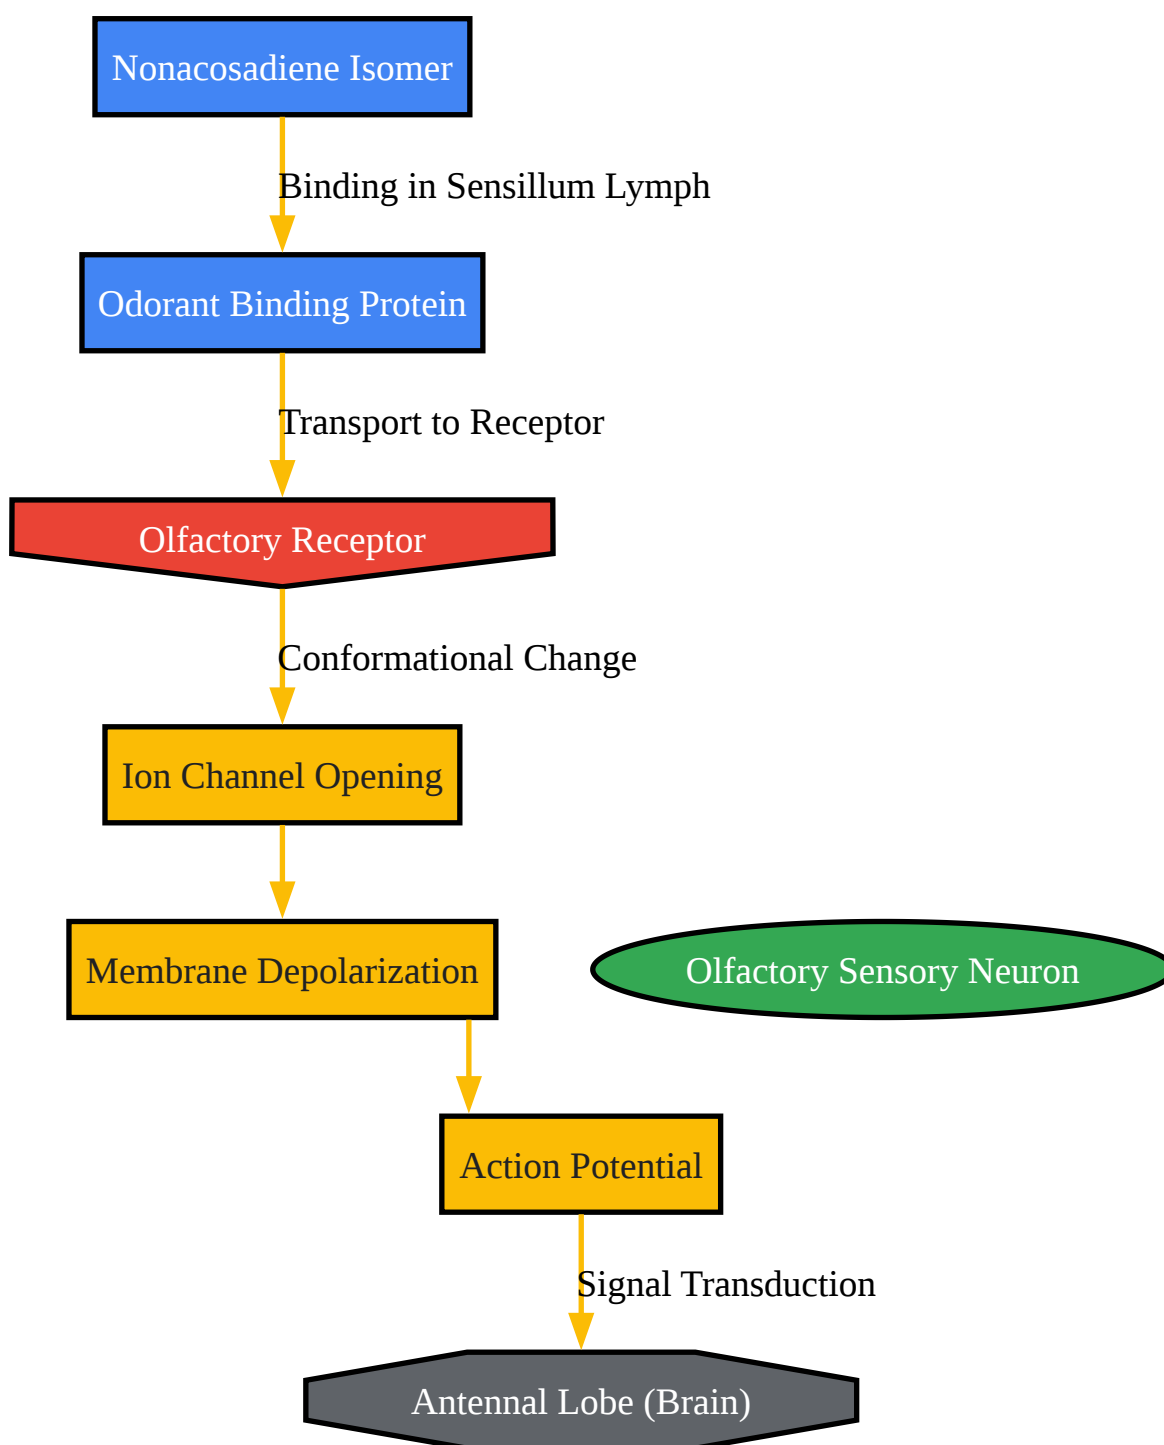 Nonacosadiene Isomer
Binding in Sensillum Lymph
Odorant Binding Protein
Transport to Receptor
Olfactory Receptor
Conformational Change
Ion Channel Opening
Membrane Depolarization
Olfactory Sensory Neuron
Action Potential
Signal Transduction
Antennal Lobe (Brain)